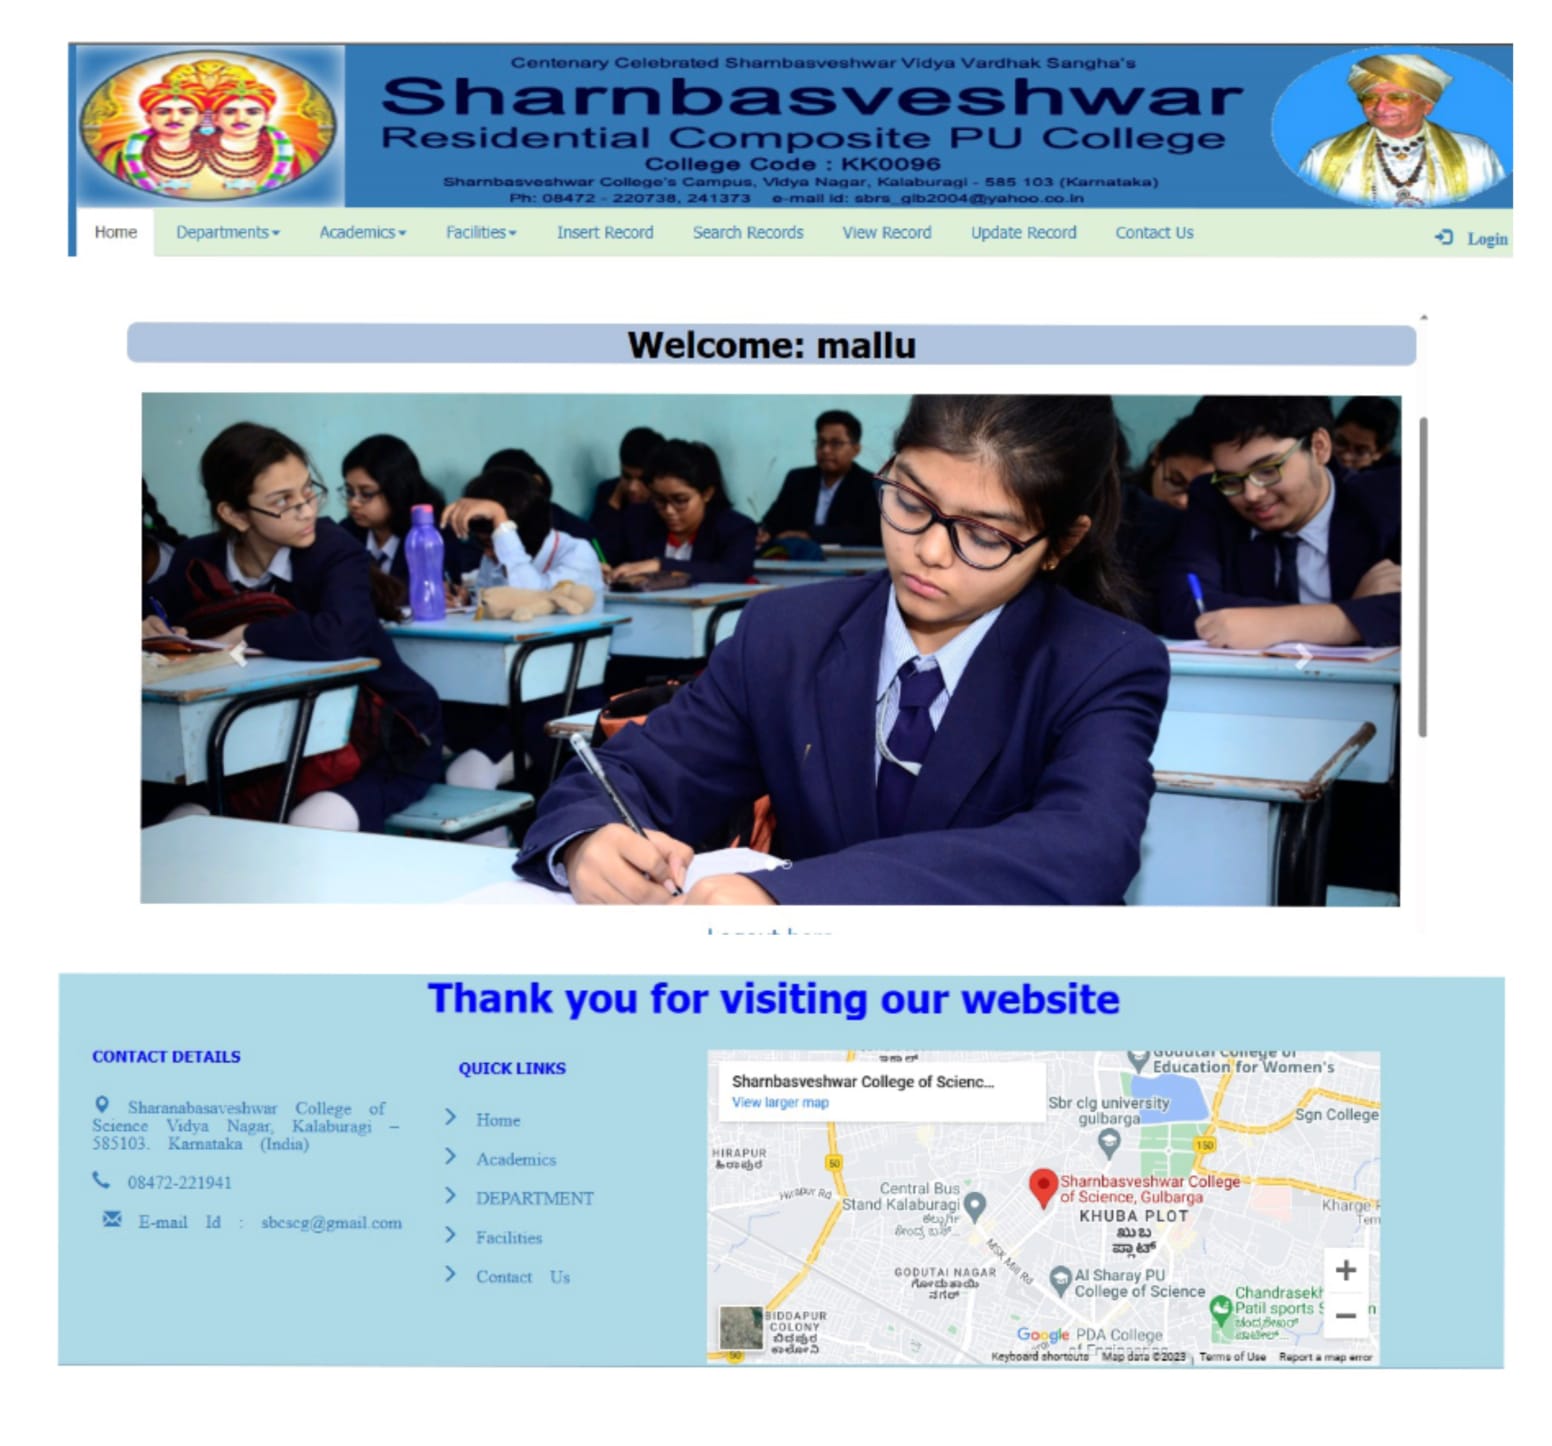 Centenary Celebrated Sharnbasveshwar Vidya Vardhak Sangha's
Sharnbasveshwar
Residential Composite PU College
College Code : KK0096
Sharnbasveshwar College's Campus, Vidya Nagar, Kalaburagi - 585 103 (Karnataka)
Ph: 08472 - 220738, 241373 e-mail id: sbrs_glb2004@yahoo.co.in
Home Departments Academics Facilities Insert Record Search Records View Record Update Record Contact Us Login
Welcome: mallu
Logout here
Thank you for visiting our website
CONTACT DETAILS
Sharanabasaveshwar College of
Science Vidya Nagar, Kalaburagi –
585103. Karnataka (India)
08472-221941
E-mail Id : sbcscg@gmail.com
QUICK LINKS
Home
Academics
DEPARTMENT
Facilities
Contact Us
Sharnbasveshwar College of Scienc...
View larger map
Godutai College of
Education for Women's
Sbr clg university
gulbarga
Sgn College
150
HIRAPUR
ಹಿರಾಪುರ
50
Hirapur Rd
Central Bus
Stand Kalaburagi
Sharnbasveshwar College
of Science, Gulbarga
KHUBA PLOT
ಖುಬ
ಪ್ಲಾಟ್
Kharge
Tem
MSK Mill Rd
GODUTAI NAGAR
ಗೋದುತಾಯಿ
ನಗರ್
Al Sharay PU
College of Science
Chandrasekh
Patil sports S
BIDDAPUR
COLONY
ಬಿದ್ದಪುರ
ಕಾಲೋನಿ
50
Google
PDA College
of Engineering
Keyboard shortcuts Map data ©2023 Terms of Use Report a map error